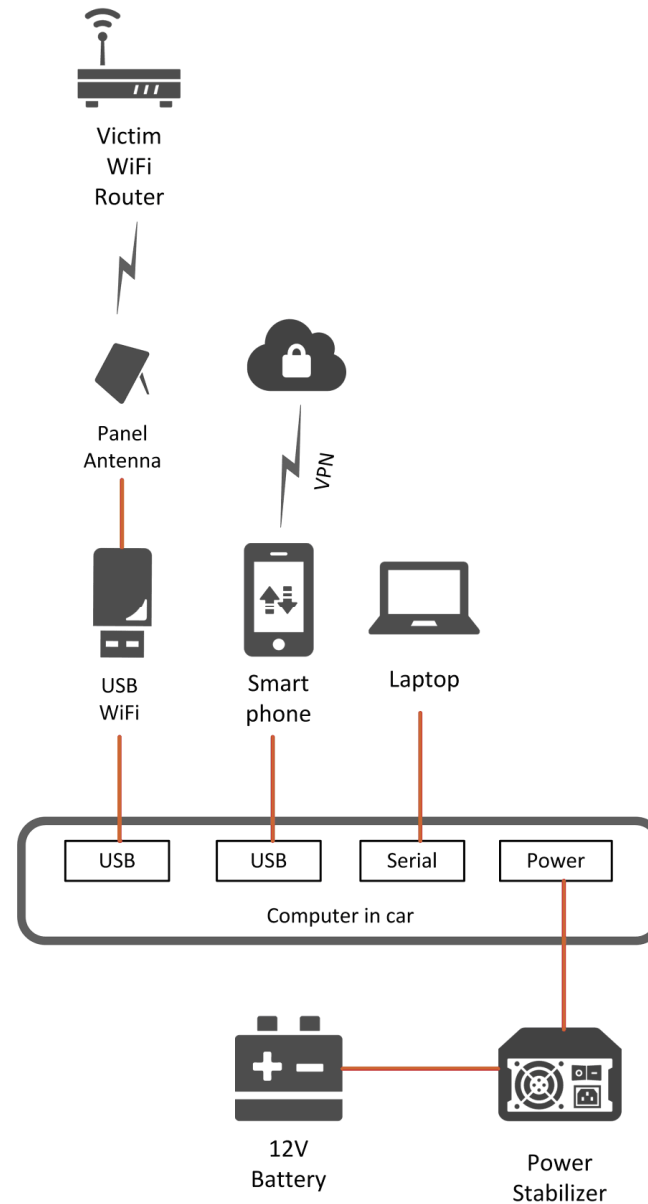 Victim
WiFi
Router
Panel
Antenna
VPN
USB
WiFi
Smart
phone
Laptop
USB
USB
Serial
Power
Computer in car
12V
Battery
Power
Stabilizer